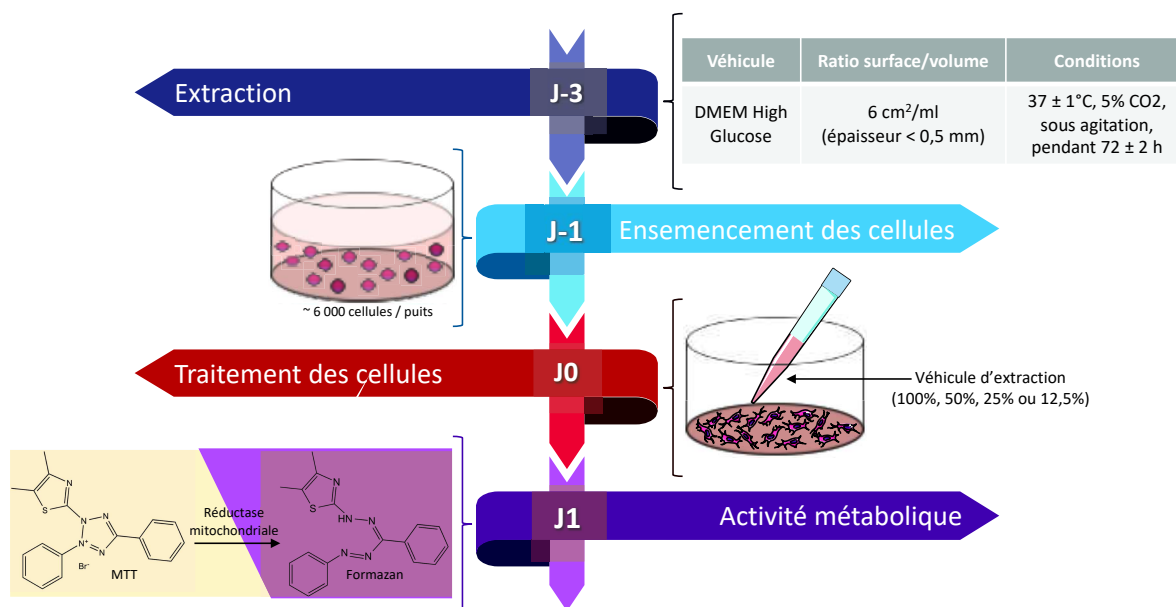 J-3
Extraction
Véhicule Ratio surface/volume Conditions
DMEM High
Glucose
6 cm²/ml
(épaisseur < 0,5 mm)
37 ± 1°C, 5% CO2,
sous agitation,
pendant 72 ± 2 h
J-1
Ensemencement des cellules
~ 6 000 cellules / puits
J0
Traitement des cellules
Véhicule d'extraction
(100%, 50%, 25% ou 12,5%)
J1
Activité métabolique
N
S
N
N
N
N+
N
Br-
MTT
Réductase
mitochondriale
N
S
HN
N
N
N
Formazan